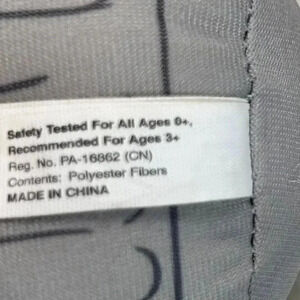 Safety Tested For All Ages 0+,
Recommended For Ages 3+
Reg. No. PA-16862 (CN)
Contents: Polyester Fibers
MADE IN CHINA